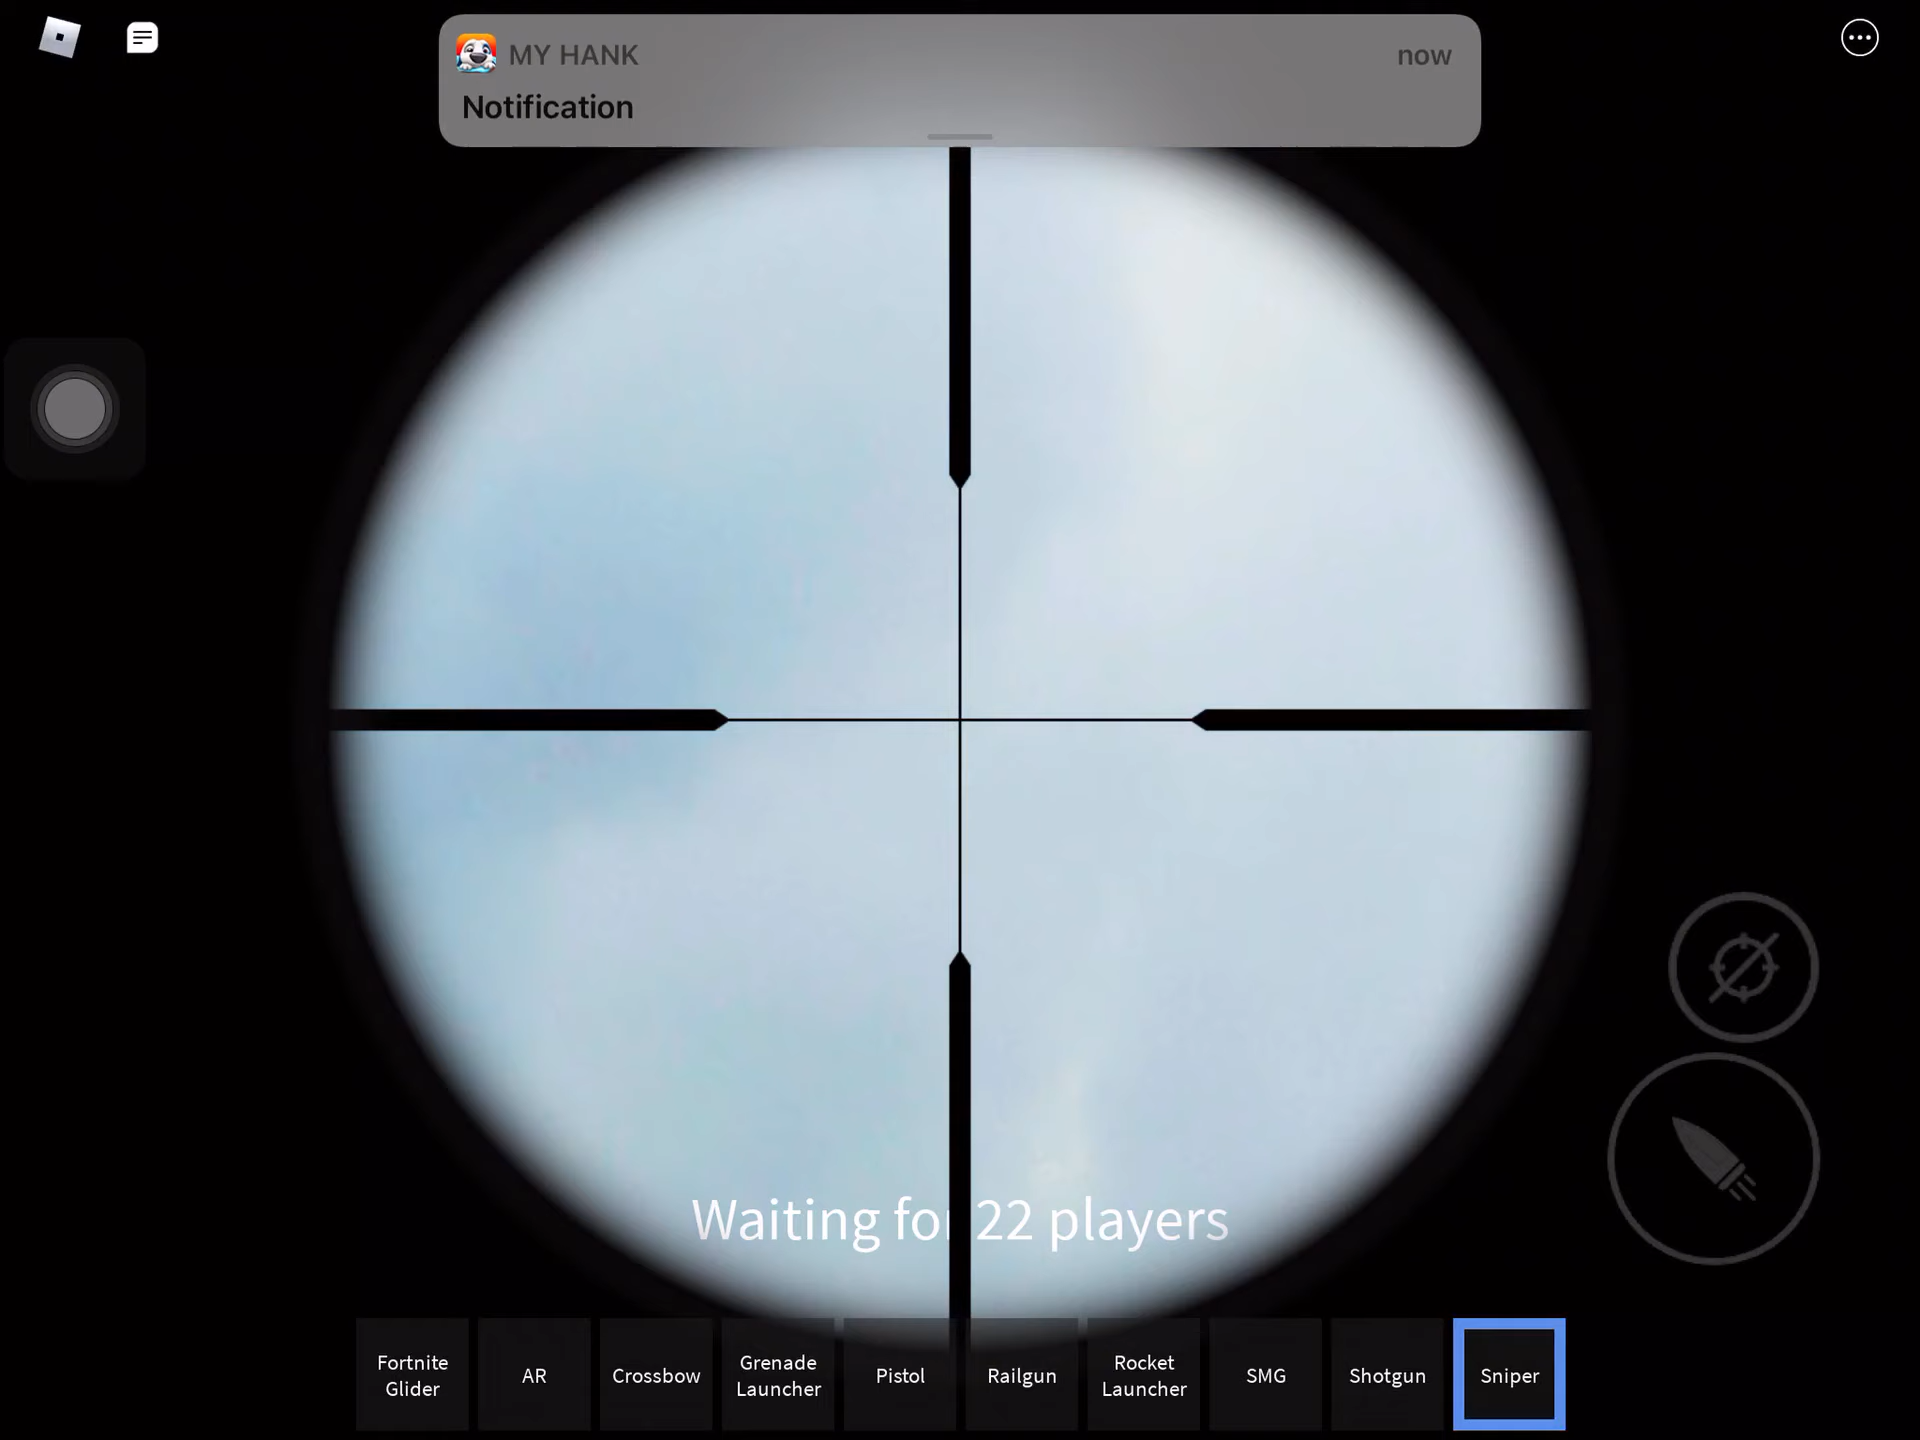 MY HANK
now
Notification
Waiting for 22 players
Fortnite
Glider
AR
Crossbow
Grenade
Launcher
Pistol
Railgun
Rocket
Launcher
SMG
Shotgun
Sniper